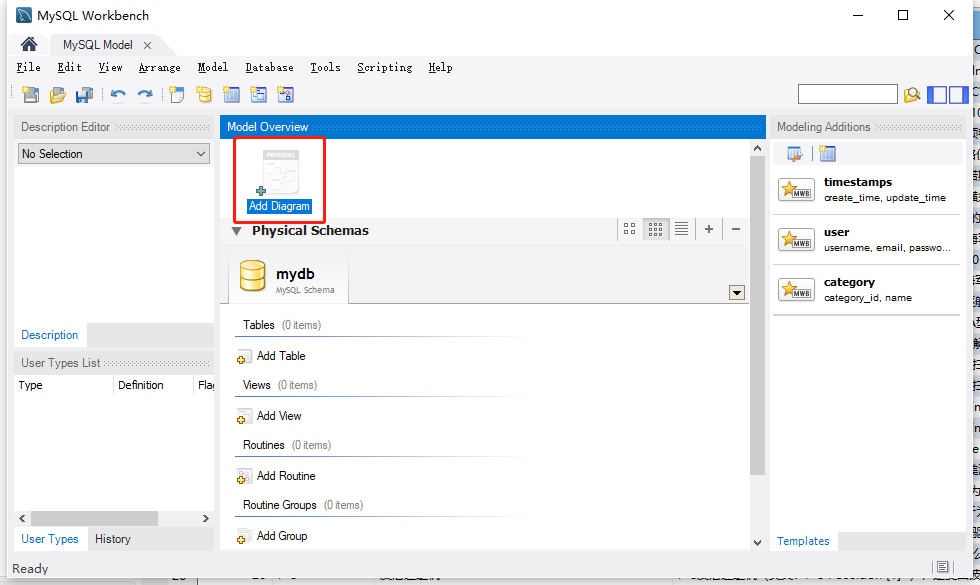 MySQL Workbench
MySQL Model
File Edit View Arrange Model Database Tools Scripting Help
Description Editor
No Selection
Description
User Types List
Type Definition Flag
User Types History
Ready
Model Overview
PHYSICAL
Add Diagram
Physical Schemas
mydb
MySQL Schema
Tables (0 items)
Add Table
Views (0 items)
Add View
Routines (0 items)
Add Routine
Routine Groups (0 items)
Add Group
Modeling Additions
MWB
timestamps
create_time, update_time
MWB
user
username, email, passwo...
MWB
category
category_id, name
Templates